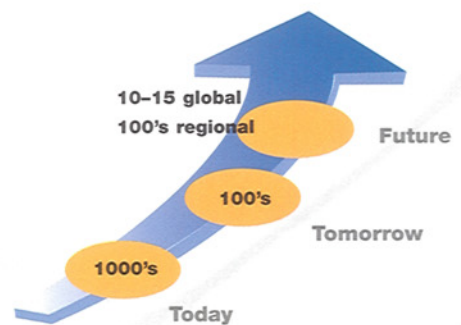 10–15 global
100's regional
Future
100's
Tomorrow
1000's
Today